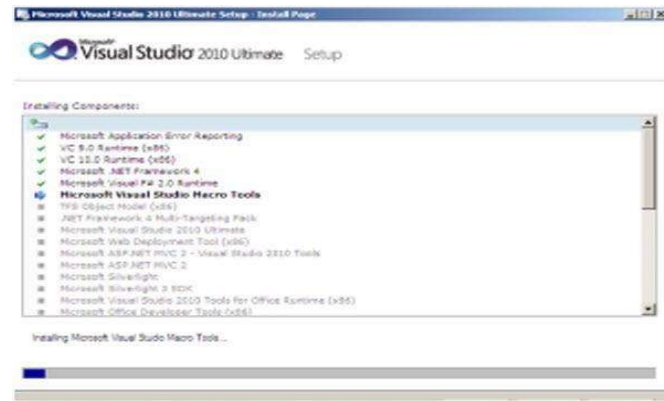 Microsoft Visual Studio 2010 Ultimate Setup - Install Page
Microsoft
Visual Studio 2010 Ultimate Setup
Installing Components:
Microsoft Application Error Reporting
VC 9.0 Runtime (x86)
VC 10.0 Runtime (x86)
Microsoft .NET Framework 4
Microsoft Visual F# 2.0 Runtime
Microsoft Visual Studio Macro Tools
TFS Object Model (x86)
.NET Framework 4 Multi-Targeting Pack
Microsoft Visual Studio 2010 Ultimate
Microsoft Web Deployment Tool (x86)
Microsoft ASP.NET MVC 2 - Visual Studio 2010 Tools
Microsoft ASP.NET MVC 2
Microsoft Silverlight
Microsoft Silverlight 3 SDK
Microsoft Visual Studio 2010 Tools for Office Runtime (x86)
Microsoft Office Developer Tools (x86)
Installing Microsoft Visual Studio Macro Tools...